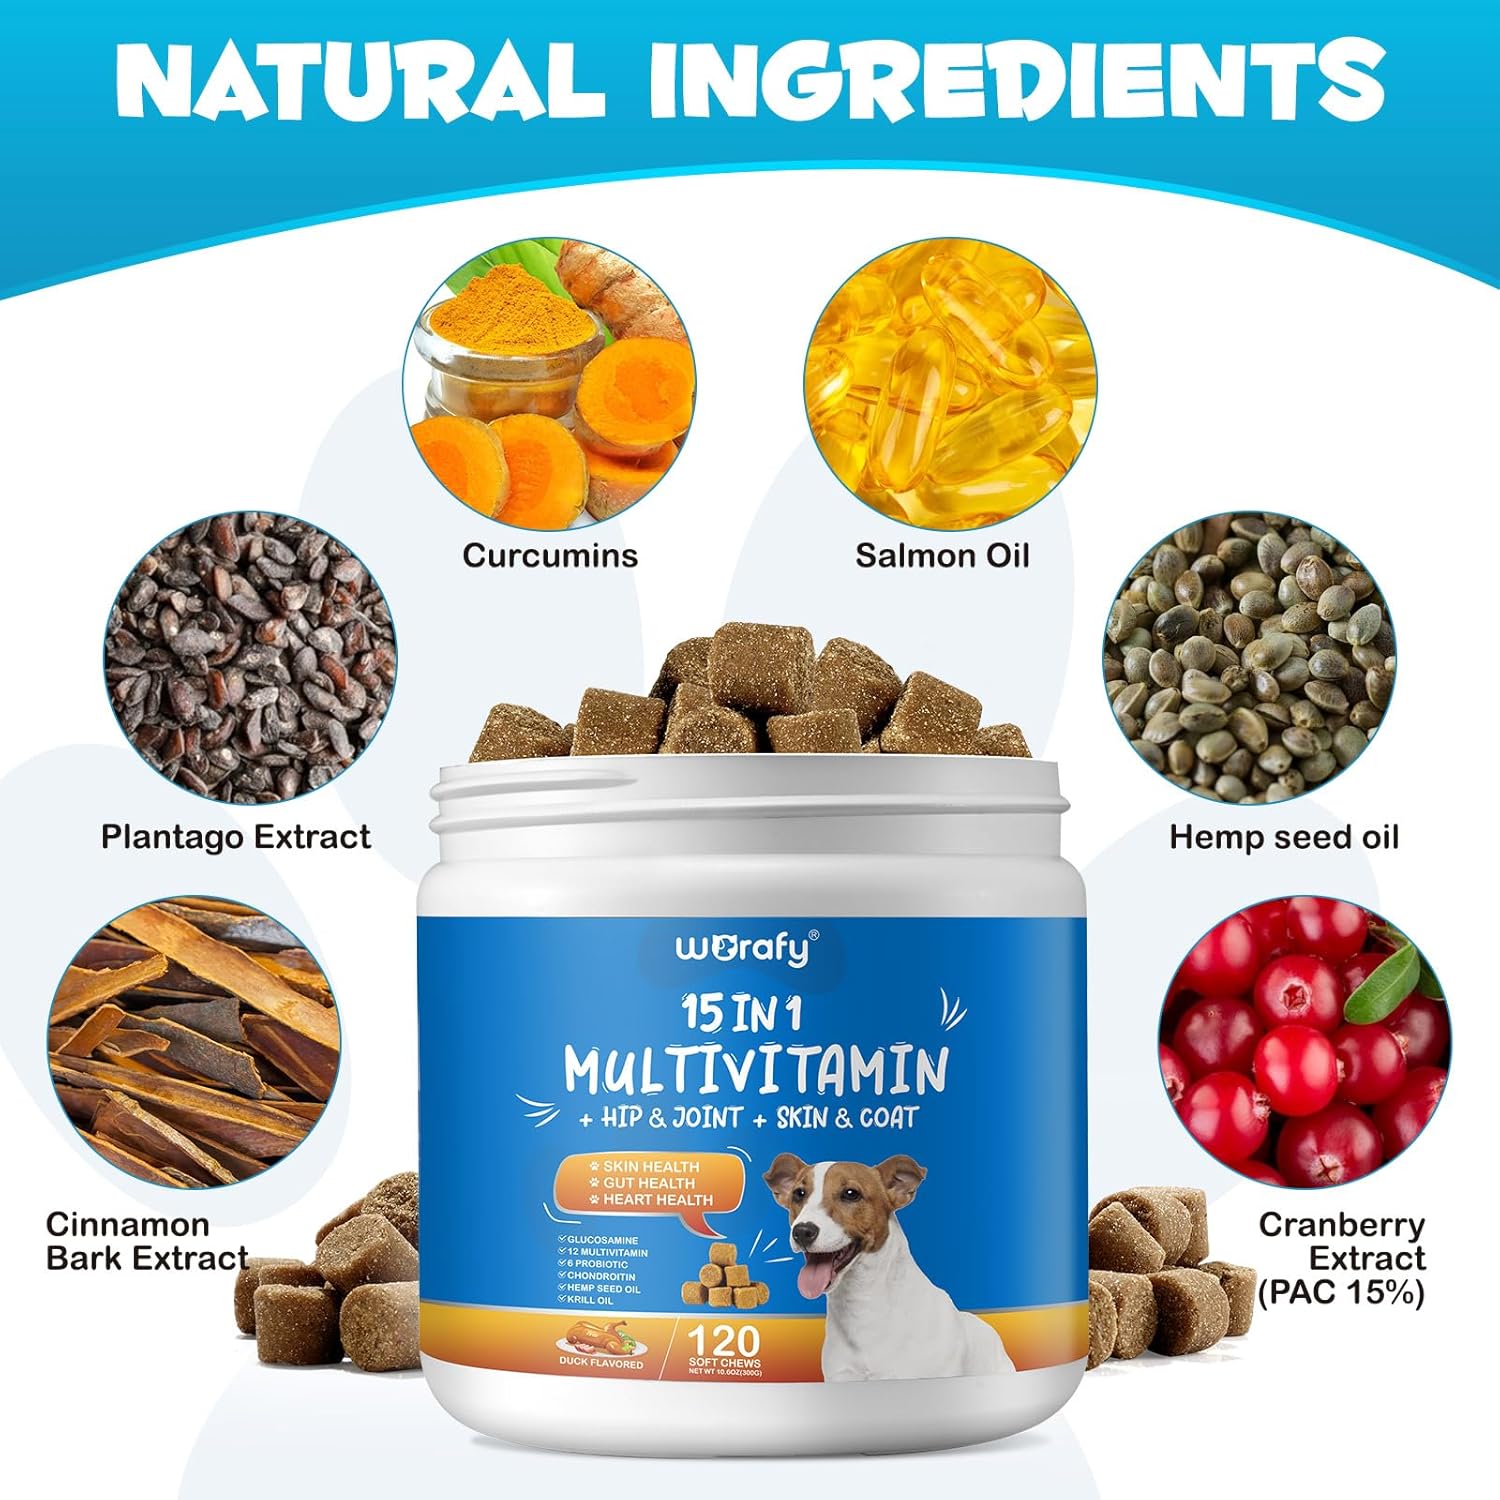 NATURAL INGREDIENTS
Curcumins
Salmon Oil
Plantago Extract
Hemp seed oil
Cinnamon
Bark Extract
Cranberry
Extract
(PAC 15%)
worafy®
15 IN 1
MULTIVITAMIN
+ HIP & JOINT + SKIN & COAT
SKIN HEALTH
GUT HEALTH
HEART HEALTH
GLUCOSAMINE
12 MULTIVITAMIN
6 PROBIOTIC
CHONDROITIN
HEMP SEED OIL
KRILL OIL
DUCK FLAVORED
120
SOFT CHEWS
NET WT 10.6OZ(300G)